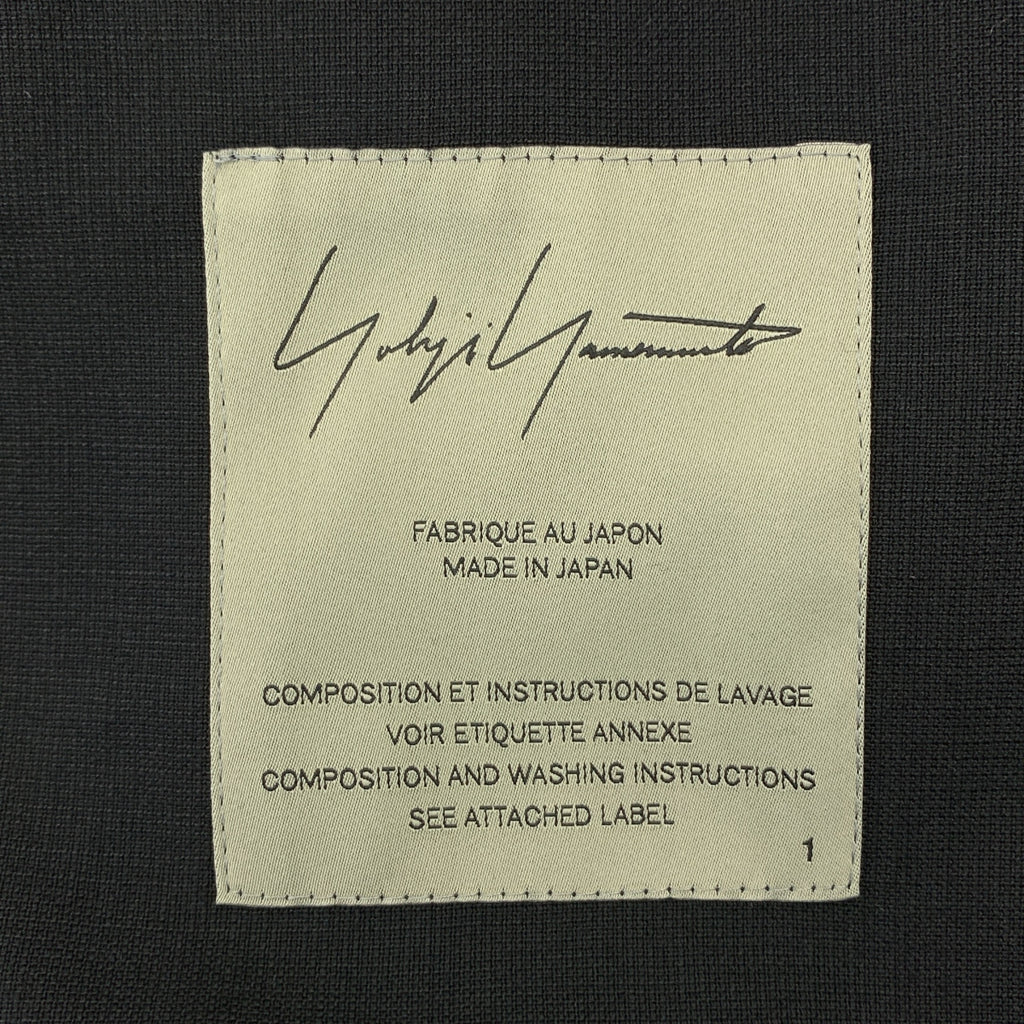 Yohji Yamamoto
FABRIQUE AU JAPON
MADE IN JAPAN
COMPOSITION ET INSTRUCTIONS DE LAVAGE
VOIR ETIQUETTE ANNEXE
COMPOSITION AND WASHING INSTRUCTIONS
SEE ATTACHED LABEL
1